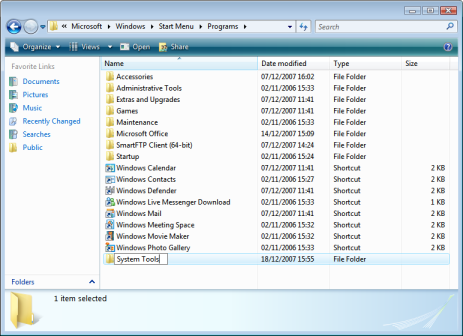 « Microsoft ▸ Windows ▸ Start Menu ▸ Programs ▸ Search
Organize Views Open Share
Favorite Links
Documents
Pictures
Music
Recently Changed
Searches
Public
Folders
Name Date modified Type Size
Accessories 07/12/2007 16:02 File Folder
Administrative Tools 02/11/2006 15:33 File Folder
Extras and Upgrades 07/12/2007 11:41 File Folder
Games 07/12/2007 11:41 File Folder
Maintenance 02/11/2006 15:33 File Folder
Microsoft Office 14/12/2007 15:09 File Folder
SmartFTP Client (64-bit) 07/12/2007 14:24 File Folder
Startup 02/11/2006 15:24 File Folder
Windows Calendar 07/12/2007 11:41 Shortcut 2 KB
Windows Contacts 02/11/2006 15:27 Shortcut 2 KB
Windows Defender 07/12/2007 11:41 Shortcut 2 KB
Windows Live Messenger Download 02/11/2006 15:33 Shortcut 1 KB
Windows Mail 07/12/2007 11:41 Shortcut 2 KB
Windows Meeting Space 02/11/2006 15:32 Shortcut 2 KB
Windows Movie Maker 02/11/2006 15:32 Shortcut 2 KB
Windows Photo Gallery 02/11/2006 15:33 Shortcut 2 KB
System Tools 18/12/2007 15:55 File Folder
1 item selected